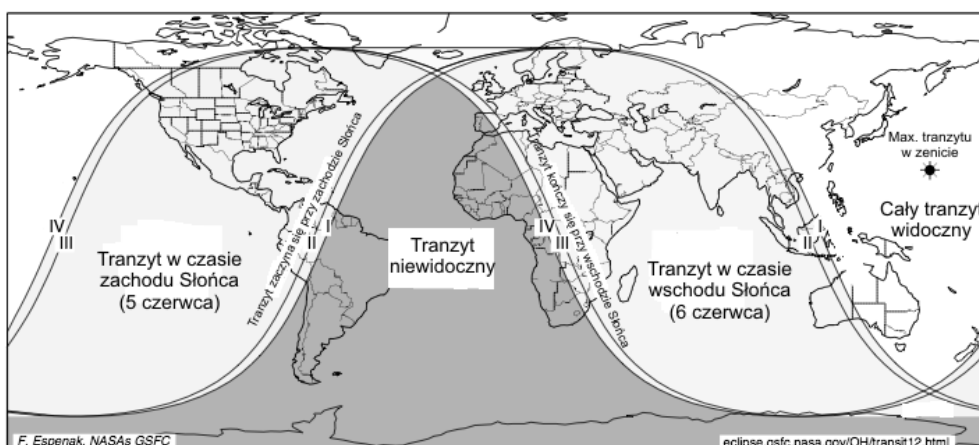 Max. tranzytu
w zenicie
Cały tranzyt
widoczny
Tranzyt zaczyna się przy zachodzie Słońca
Tranzyt kończy się przy wschodzie Słońca
IV
III
I
II
IV
III
I
II
Tranzyt w czasie
zachodu Słońca
(5 czerwca)
Tranzyt
niewidoczny
Tranzyt w czasie
wschodu Słońca
(6 czerwca)
F. Espenak, NASAs GSFC
eclipse.gsfc.nasa.gov/OH/transit12.html